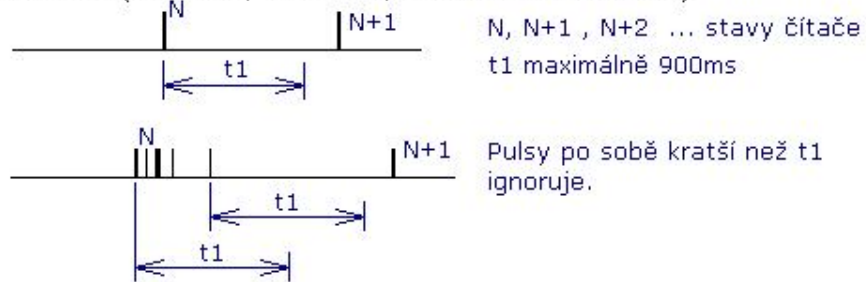 N
N+1
N, N+1 , N+2 ... stavy čítače
t1
t1 maximálně 900ms
N
N+1
Pulsy po sobě kratší než t1
ignoruje.
t1
t1